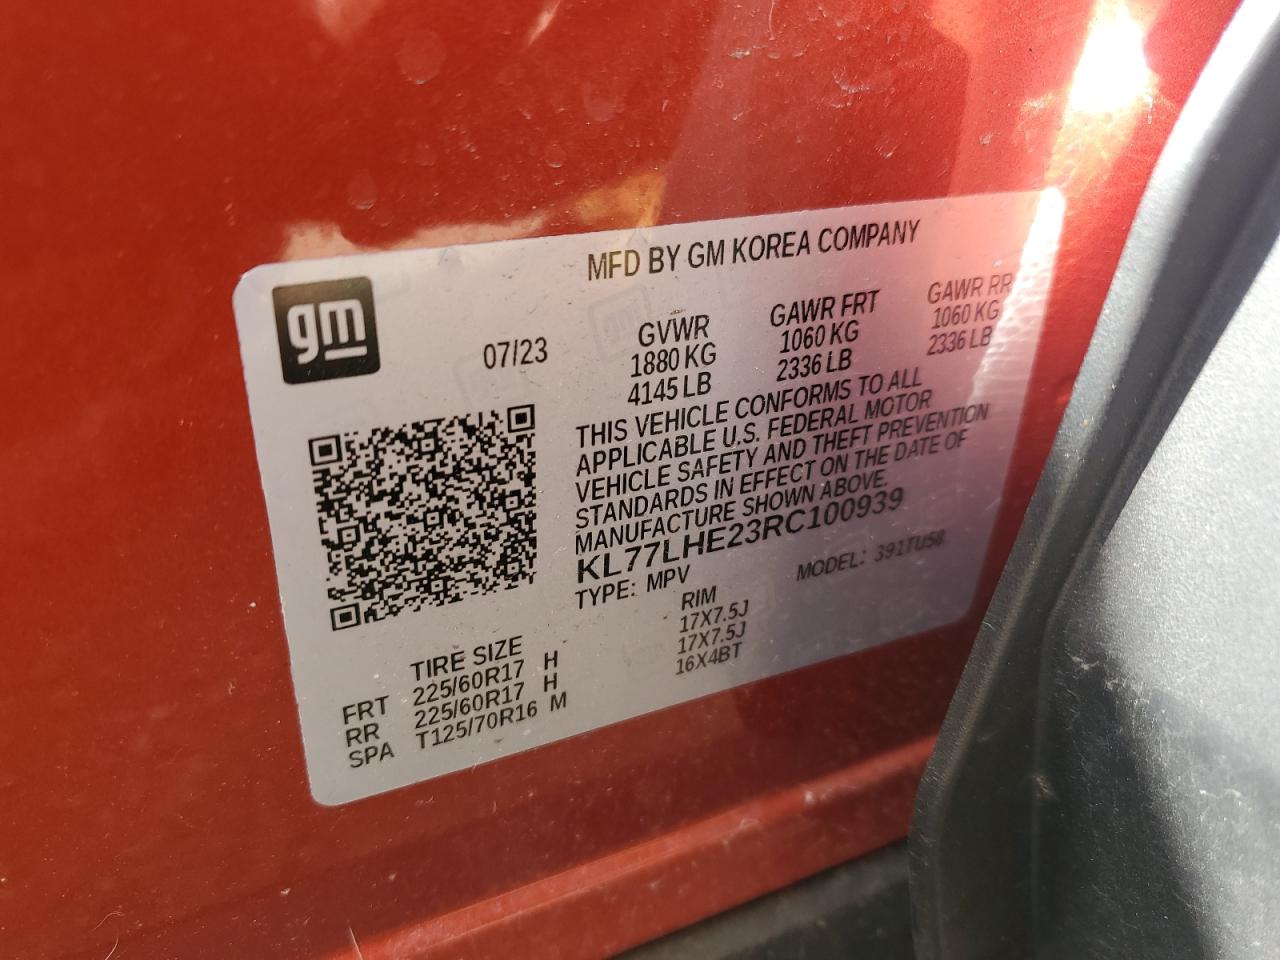 MFD BY GM KOREA COMPANY
gm
07/23
GVWR GAWR FRT GAWR RR
1880 KG 1060 KG 1060 KG
4145 LB 2336 LB 2336 LB
THIS VEHICLE CONFORMS TO ALL
APPLICABLE U.S. FEDERAL MOTOR
VEHICLE SAFETY AND THEFT PREVENTION
STANDARDS IN EFFECT ON THE DATE OF
MANUFACTURE SHOWN ABOVE.
KL77LHE23RC100939
TYPE: MPV MODEL: 391TU58
TIRE SIZE RIM
FRT 225/60R17 H 17X7.5J
RR 225/60R17 H 17X7.5J
SPA T125/70R16 M 16X4BT